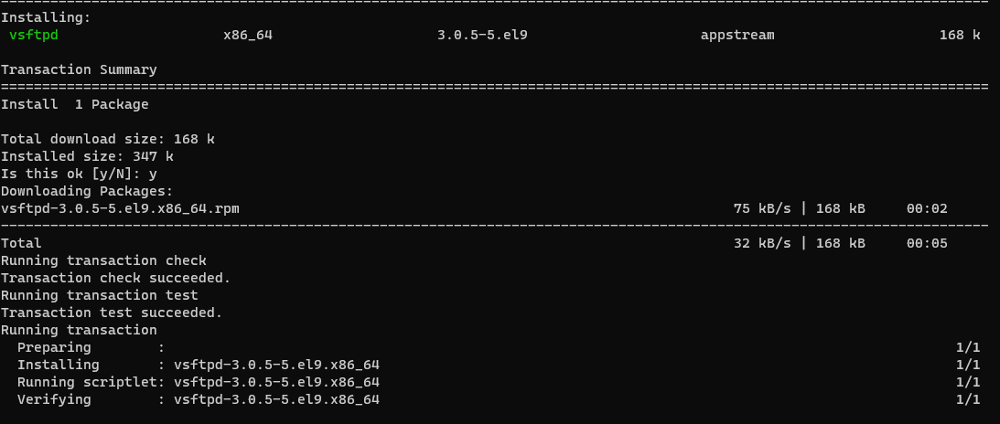 ========================================================================================================================
Installing:
 vsftpd                    x86_64                    3.0.5-5.el9                     appstream                    168 k

Transaction Summary
========================================================================================================================
Install  1 Package

Total download size: 168 k
Installed size: 347 k
Is this ok [y/N]: y
Downloading Packages:
vsftpd-3.0.5-5.el9.x86_64.rpm                                                            75 kB/s | 168 kB     00:02
------------------------------------------------------------------------------------------------------------------------
Total                                                                                    32 kB/s | 168 kB     00:05
Running transaction check
Transaction check succeeded.
Running transaction test
Transaction test succeeded.
Running transaction
  Preparing        :                                                                                                1/1
  Installing       : vsftpd-3.0.5-5.el9.x86_64                                                                      1/1
  Running scriptlet: vsftpd-3.0.5-5.el9.x86_64                                                                      1/1
  Verifying        : vsftpd-3.0.5-5.el9.x86_64                                                                      1/1